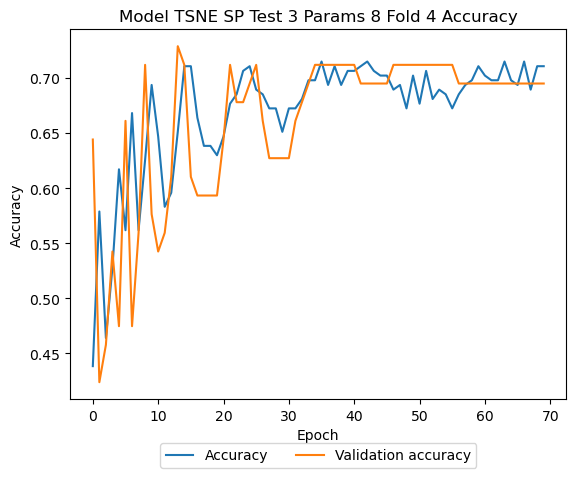 Model TSNE SP Test 3 Params 8 Fold 4 Accuracy
Accuracy
0.70
0.65
0.60
0.55
0.50
0.45
0 10 20 30 40 50 60 70
Epoch
Accuracy Validation accuracy